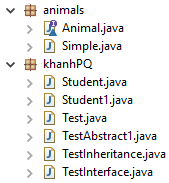 animals
Animal.java
Simple.java
khanhPQ
Student.java
Student1.java
Test.java
TestAbstract1.java
TestInheritance.java
TestInterface.java